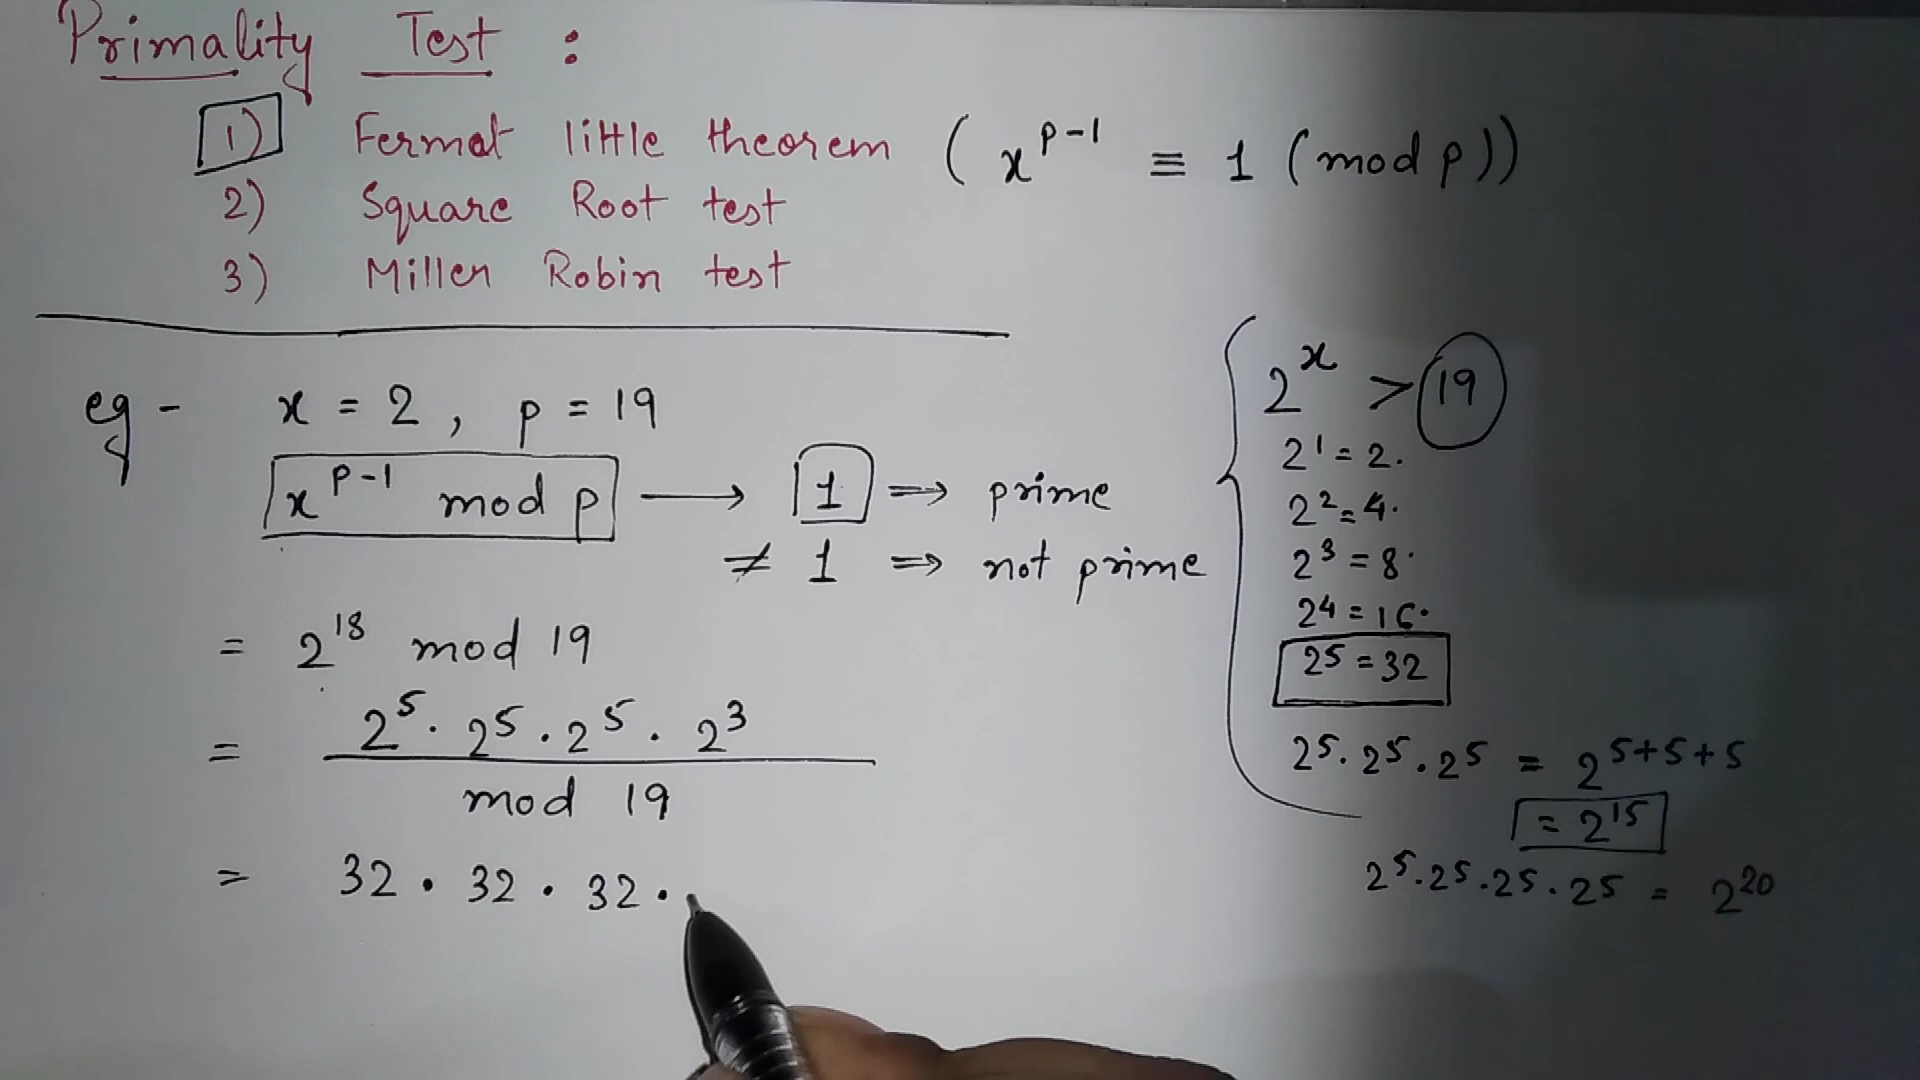 Primality Test :
1) Fermat little theorem ( x^p-1 ≡ 1 (mod p))
2) Square Root test
3) Miller Robin test
eg - x = 2 , p = 19
x^p-1 mod p → 1 ⇒ prime
≠ 1 ⇒ not prime
= 2^18 mod 19
= 2^5 . 2^5 . 2^5 . 2^3
mod 19
= 32 . 32 . 32 .
2^x > 19
2^1 = 2.
2^2 = 4.
2^3 = 8.
2^4 = 16.
2^5 = 32
2^5 . 2^5 . 2^5 = 2^5+5+5
= 2^15
2^5 . 2^5 . 2^5 . 2^5 = 2^20